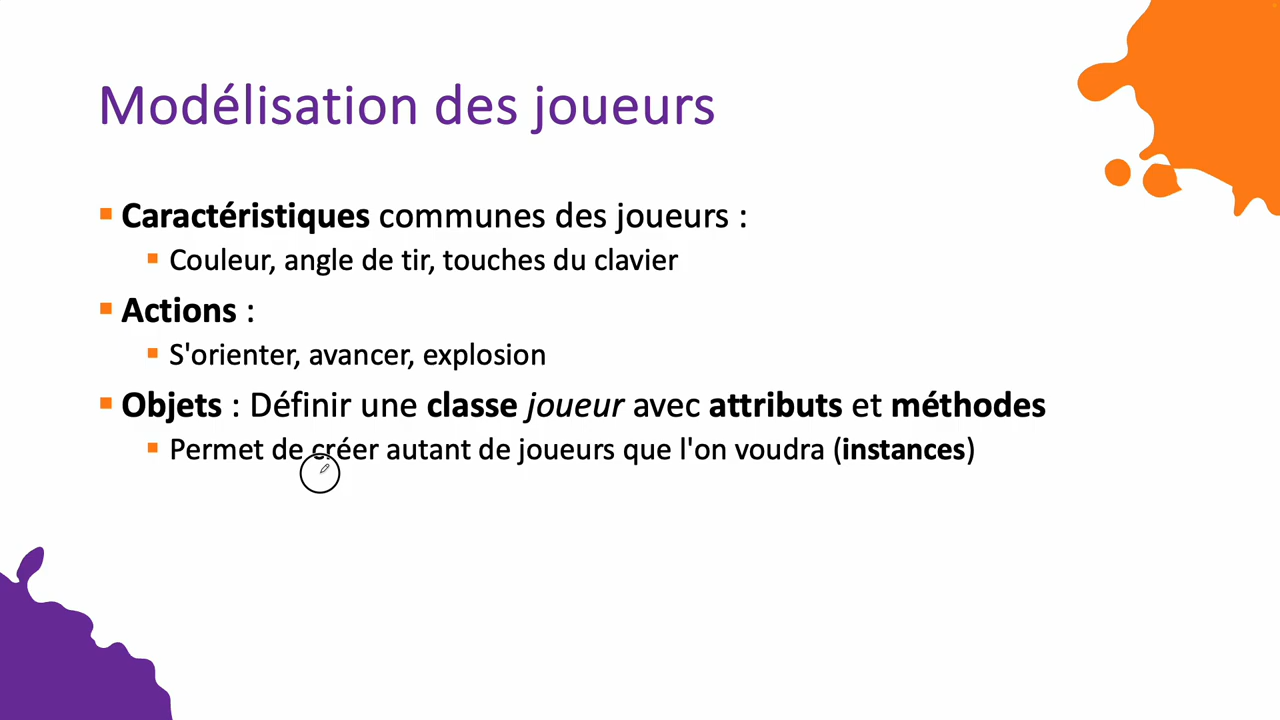 Modélisation des joueurs
Caractéristiques communes des joueurs :
Couleur, angle de tir, touches du clavier
Actions :
S'orienter, avancer, explosion
Objets : Définir une classe joueur avec attributs et méthodes
Permet de créer autant de joueurs que l'on voudra (instances)